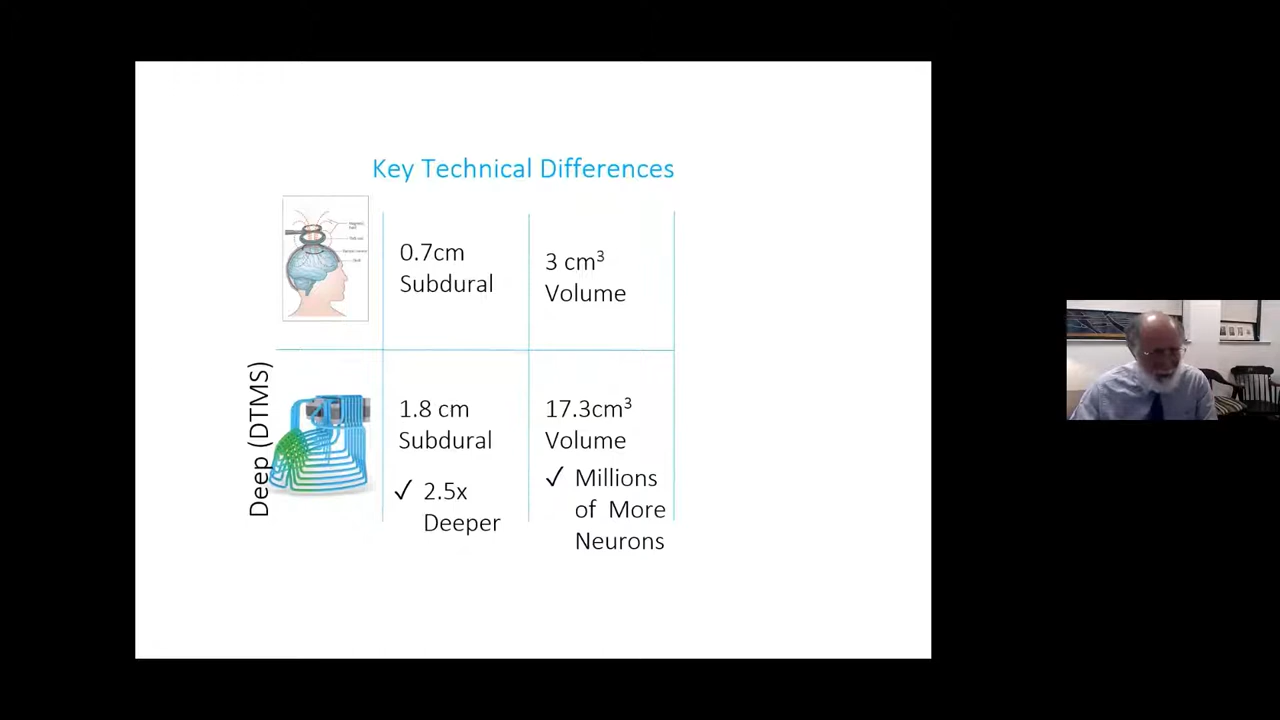 Key Technical Differences
0.7cm
Subdural
3 cm³
Volume
Deep (DTMS)
1.8 cm
Subdural
✓ 2.5x
Deeper
17.3cm³
Volume
✓ Millions
of More
Neurons